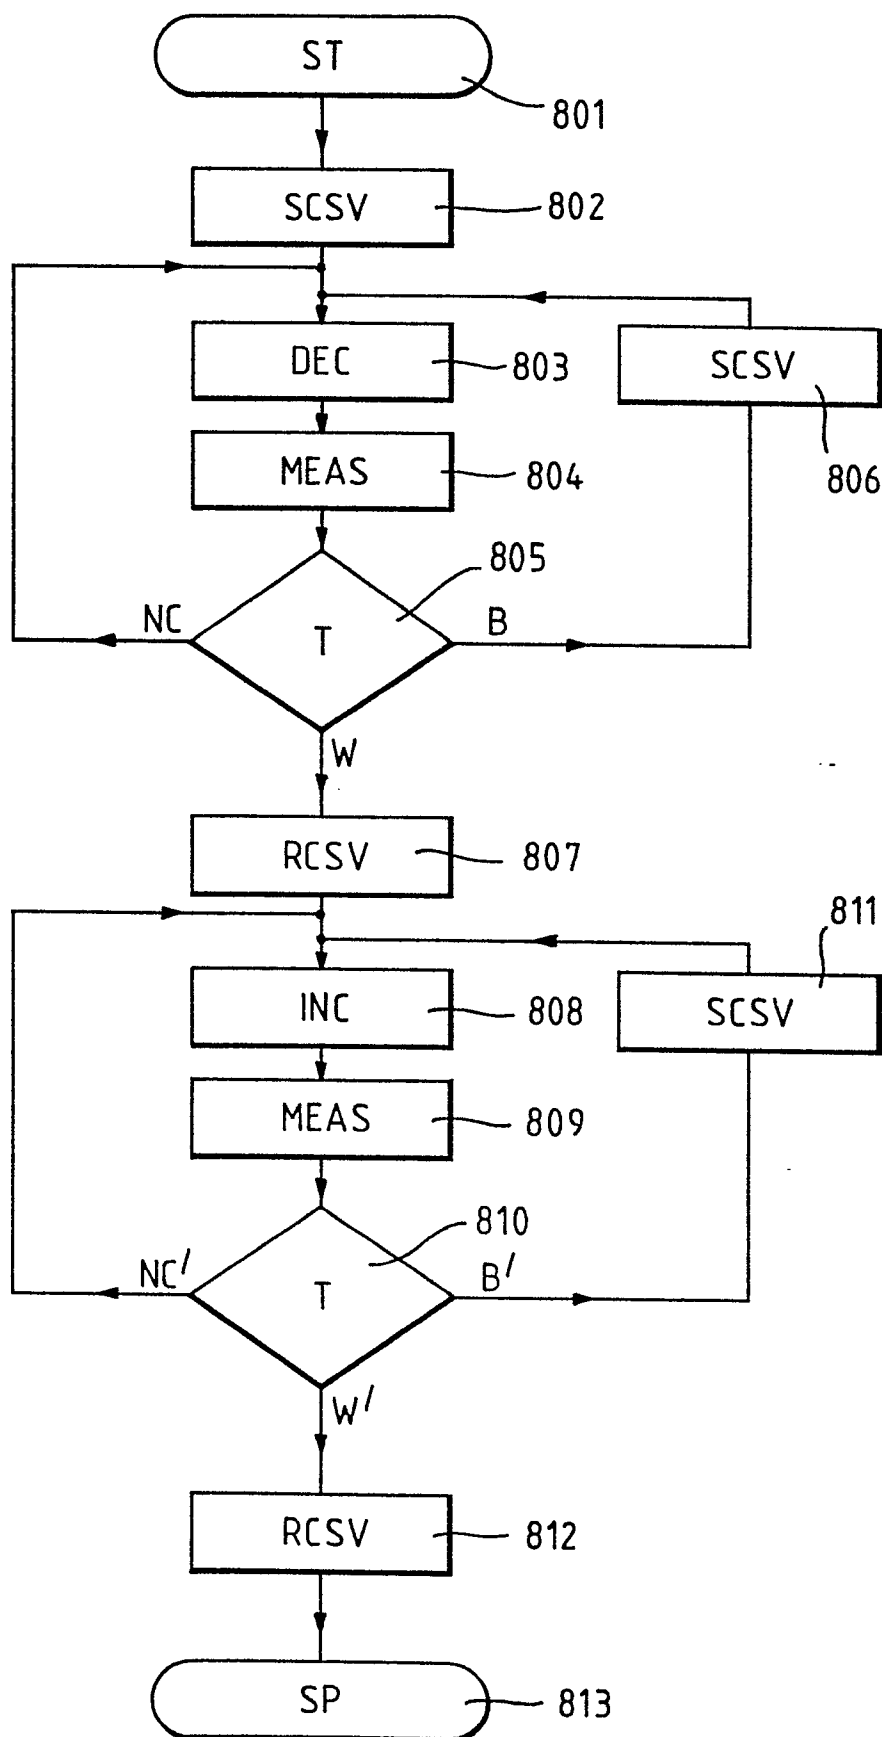 ST
801
SCSV
802
DEC
803
SCSV
806
MEAS
804
805
NC
T
B
W
RCSV
807
811
INC
808
SCSV
MEAS
809
810
NC'
T
B'
W'
RCSV
812
SP
813